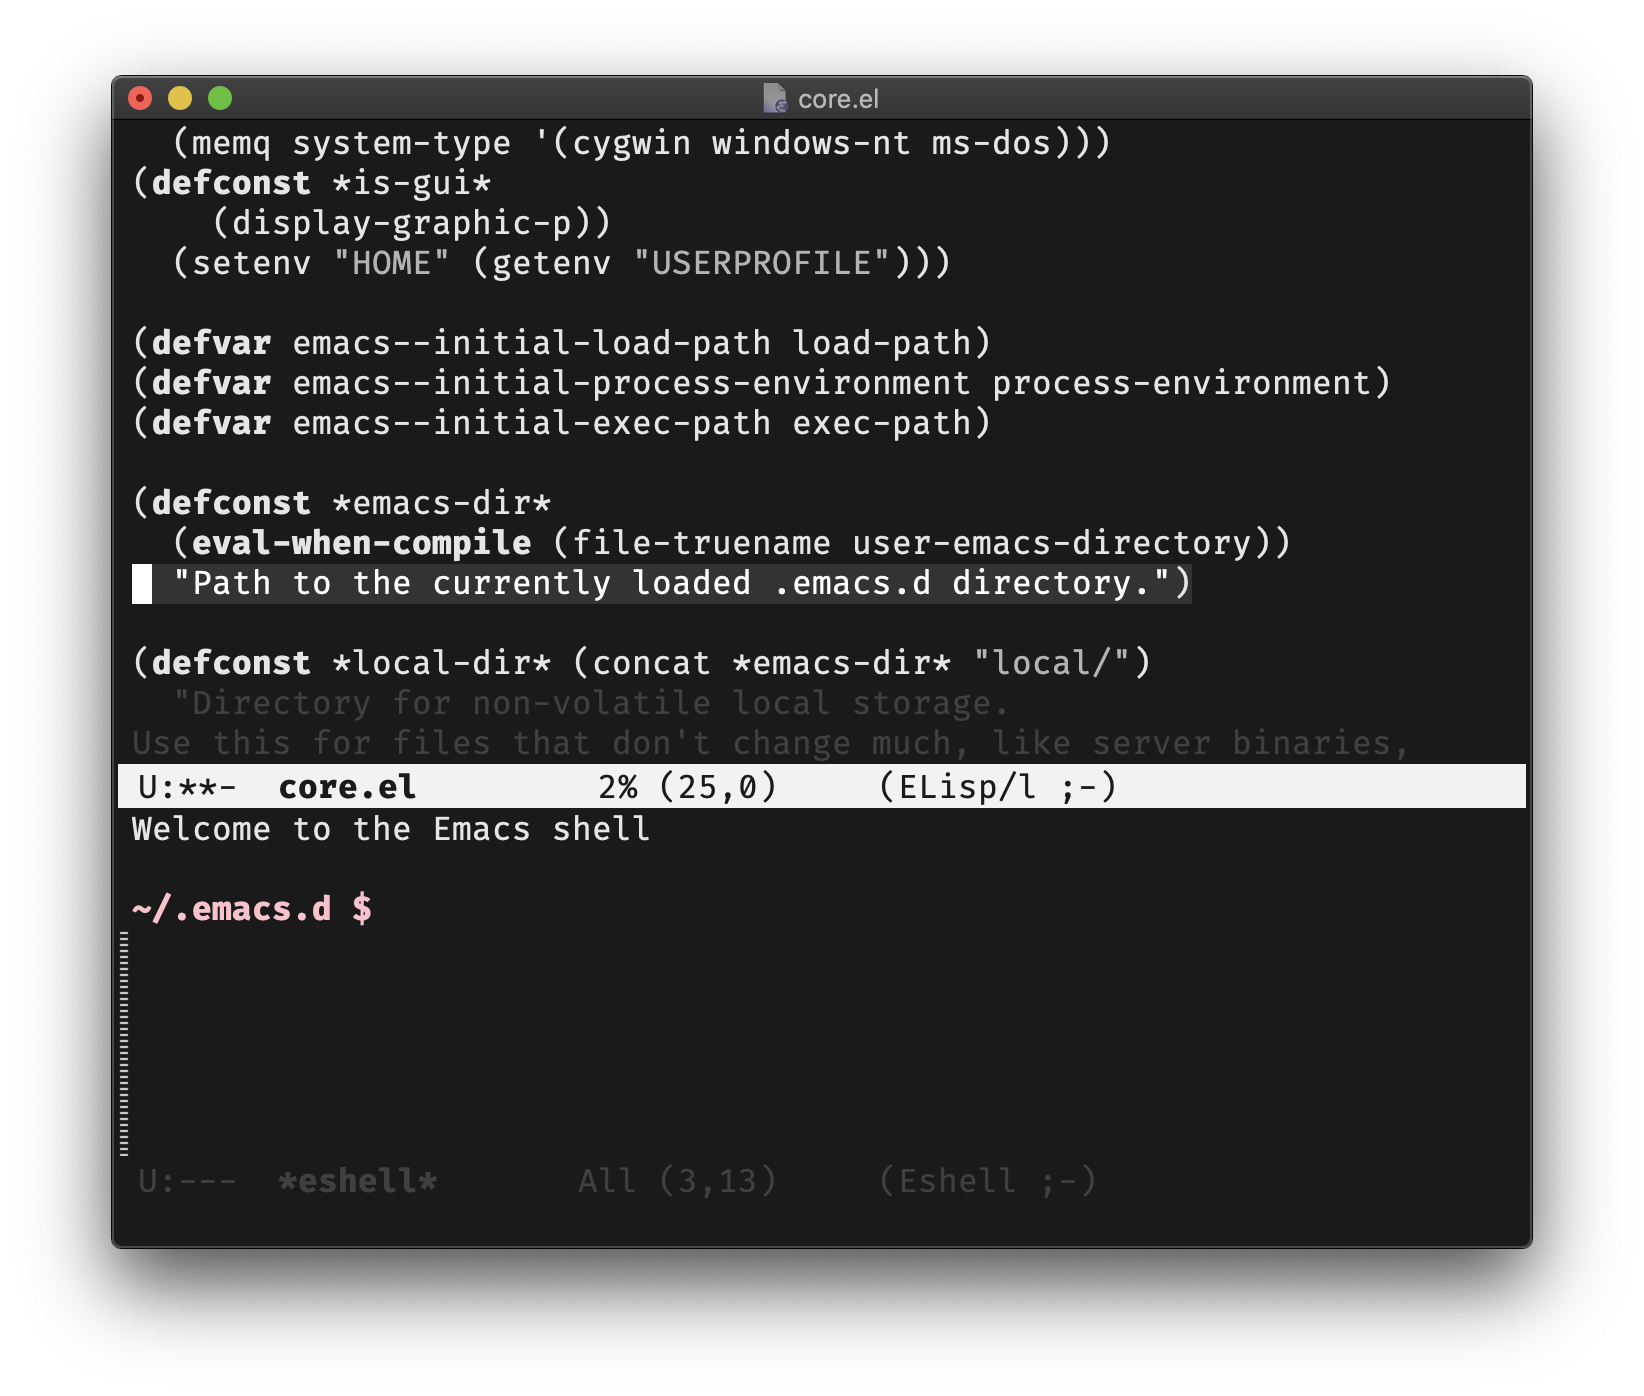 core.el
(memq system-type '(cygwin windows-nt ms-dos)))
(defconst *is-gui*
(display-graphic-p))
(setenv "HOME" (getenv "USERPROFILE")))
(defvar emacs--initial-load-path load-path)
(defvar emacs--initial-process-environment process-environment)
(defvar emacs--initial-exec-path exec-path)
(defconst *emacs-dir*
(eval-when-compile (file-truename user-emacs-directory))
"Path to the currently loaded .emacs.d directory.")
(defconst *local-dir* (concat *emacs-dir* "local/")
"Directory for non-volatile local storage.
Use this for files that don't change much, like server binaries,
U:**-  core.el         2% (25,0)     (ELisp/l ;-)
Welcome to the Emacs shell
~/.emacs.d $
U:---  *eshell*       All (3,13)     (Eshell ;-)